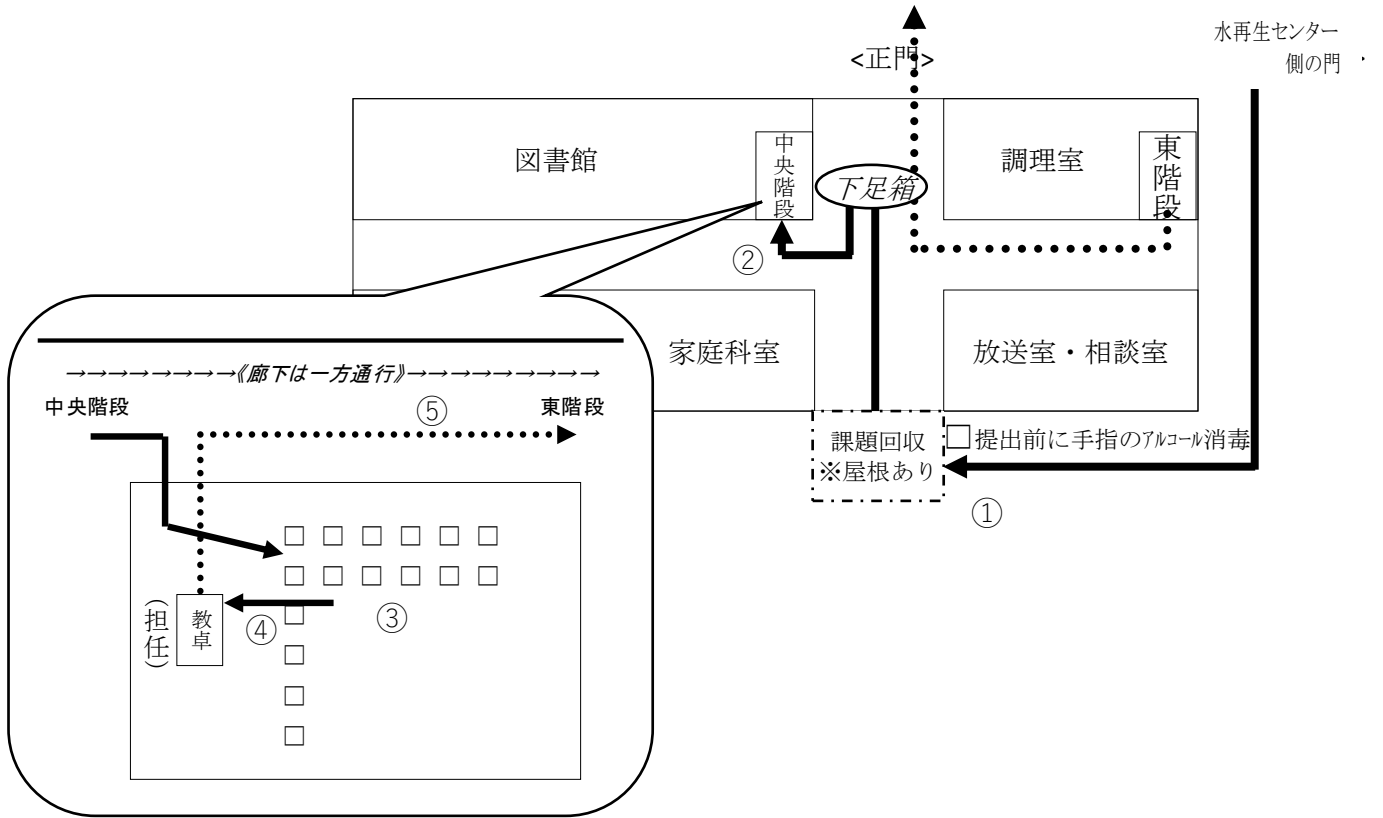 水再生センター
側の門
<正門>
図書館
中央階段
下足箱
調理室
東階段
②
家庭科室
放送室・相談室
→→→→→→→→《廊下は一方通行》→→→→→→→→→
中央階段
⑤
東階段
課題回収
※屋根あり
□提出前に手指のアルコール消毒
①
□ □ □ □ □ □
□ □ □ □ □ □
(担任)
教卓
④
③
□
□
□
□